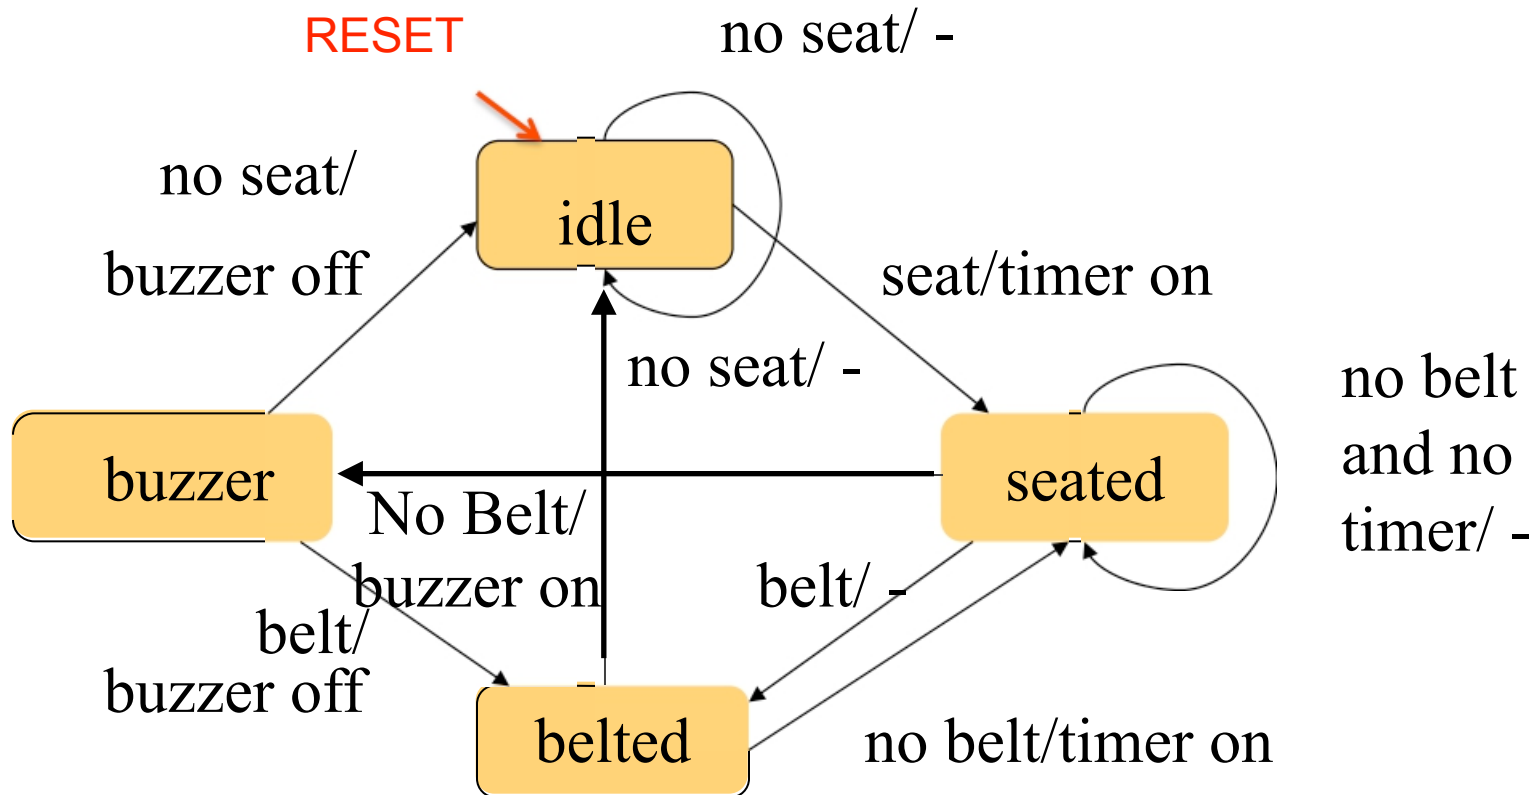 RESET
no seat/ -
no seat/
buzzer off
idle
seat/timer on
no seat/ -
no belt
and no
timer/ -
buzzer
seated
No Belt/
buzzer on
belt/ -
belt/
buzzer off
belted
no belt/timer on